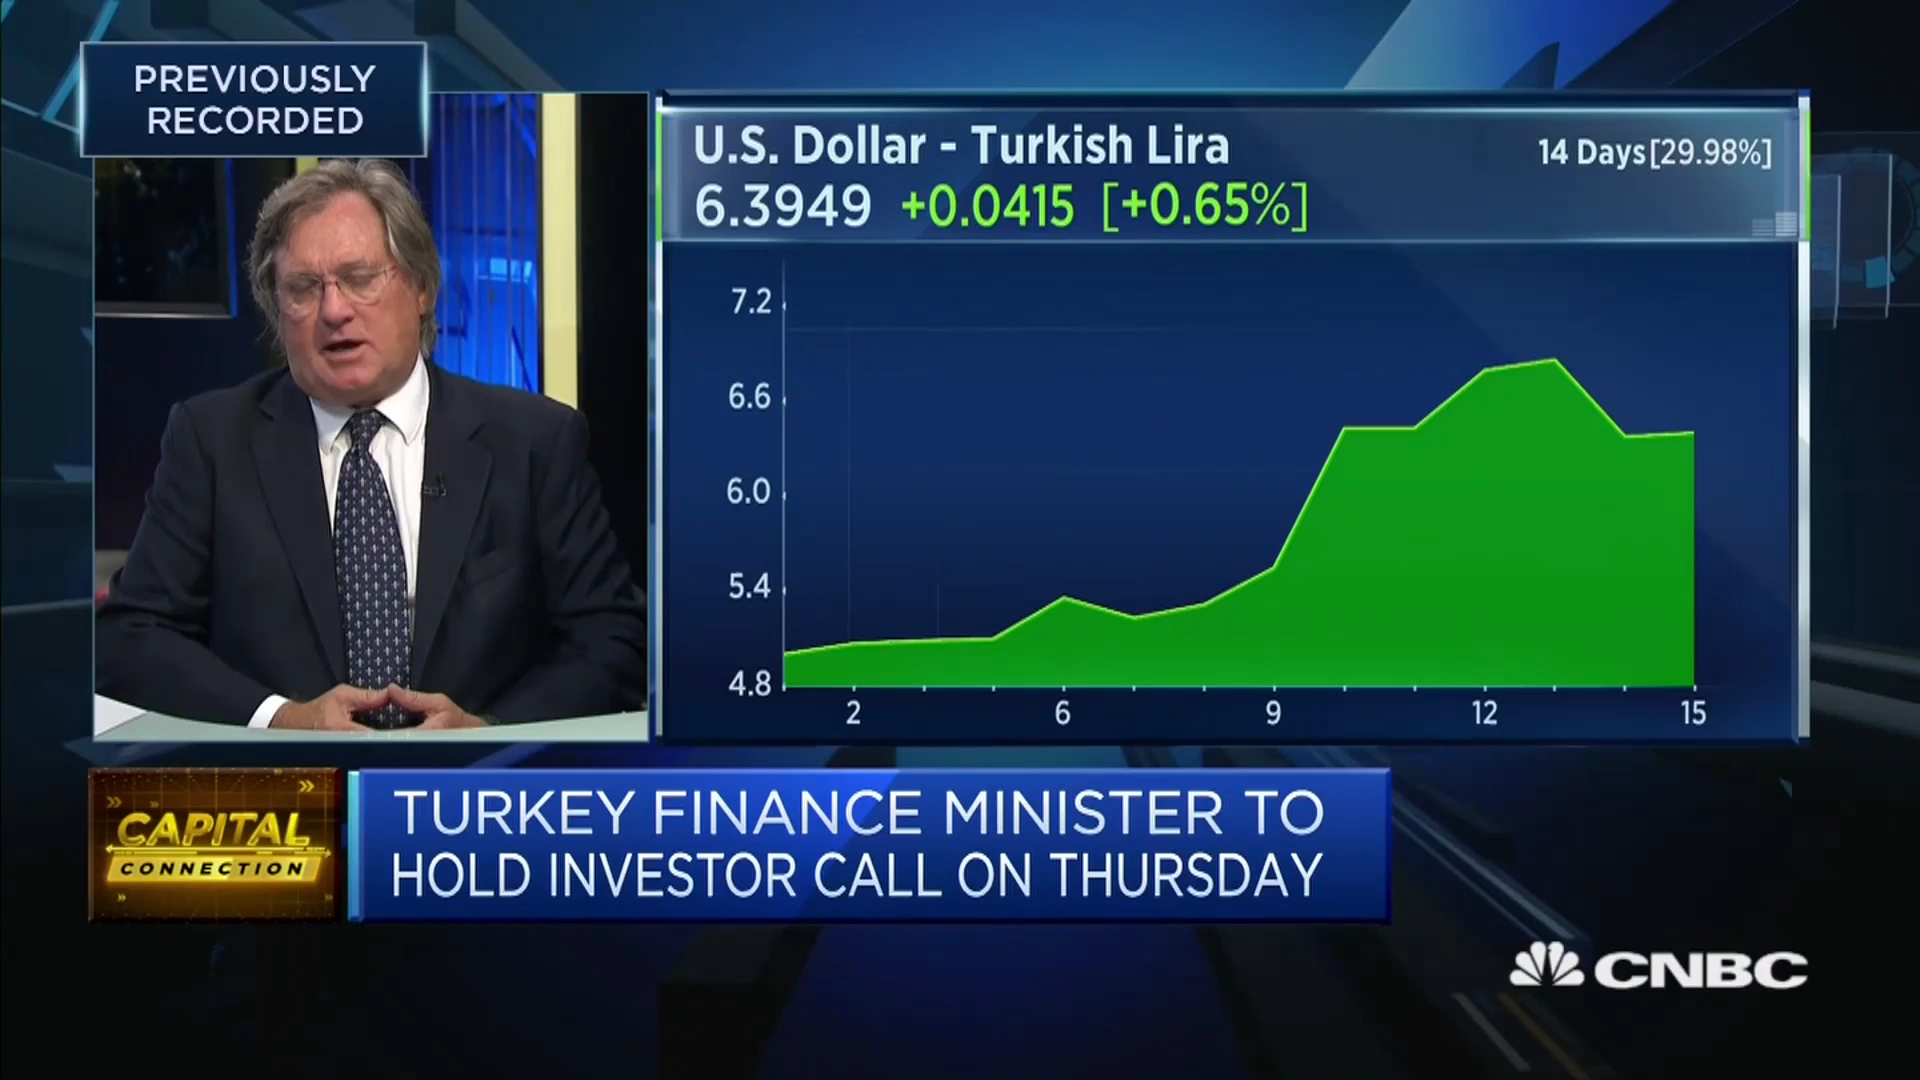 PREVIOUSLY
RECORDED
U.S. Dollar - Turkish Lira
14 Days[29.98%]
6.3949 +0.0415 [+0.65%]
7.2
6.6
6.0
5.4
4.8
2 6 9 12 15
CAPITAL
CONNECTION
TURKEY FINANCE MINISTER TO
HOLD INVESTOR CALL ON THURSDAY
CNBC